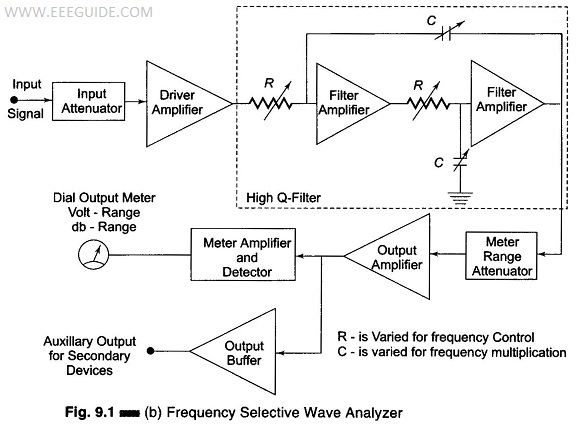 WWW.EEEGUIDE.COM
C
Input
Signal
Input
Attenuator
Driver
Amplifier
R
Filter
Amplifier
R
Filter
Amplifier
C
High Q-Filter
Dial Output Meter
Volt - Range
db - Range
Meter Amplifier
and
Detector
Output
Amplifier
Meter
Range
Attenuator
Auxillary Output
for Secondary
Devices
Output
Buffer
R - is Varied for frequency Control
C - is varied for frequency multiplication
Fig. 9.1 (b) Frequency Selective Wave Analyzer